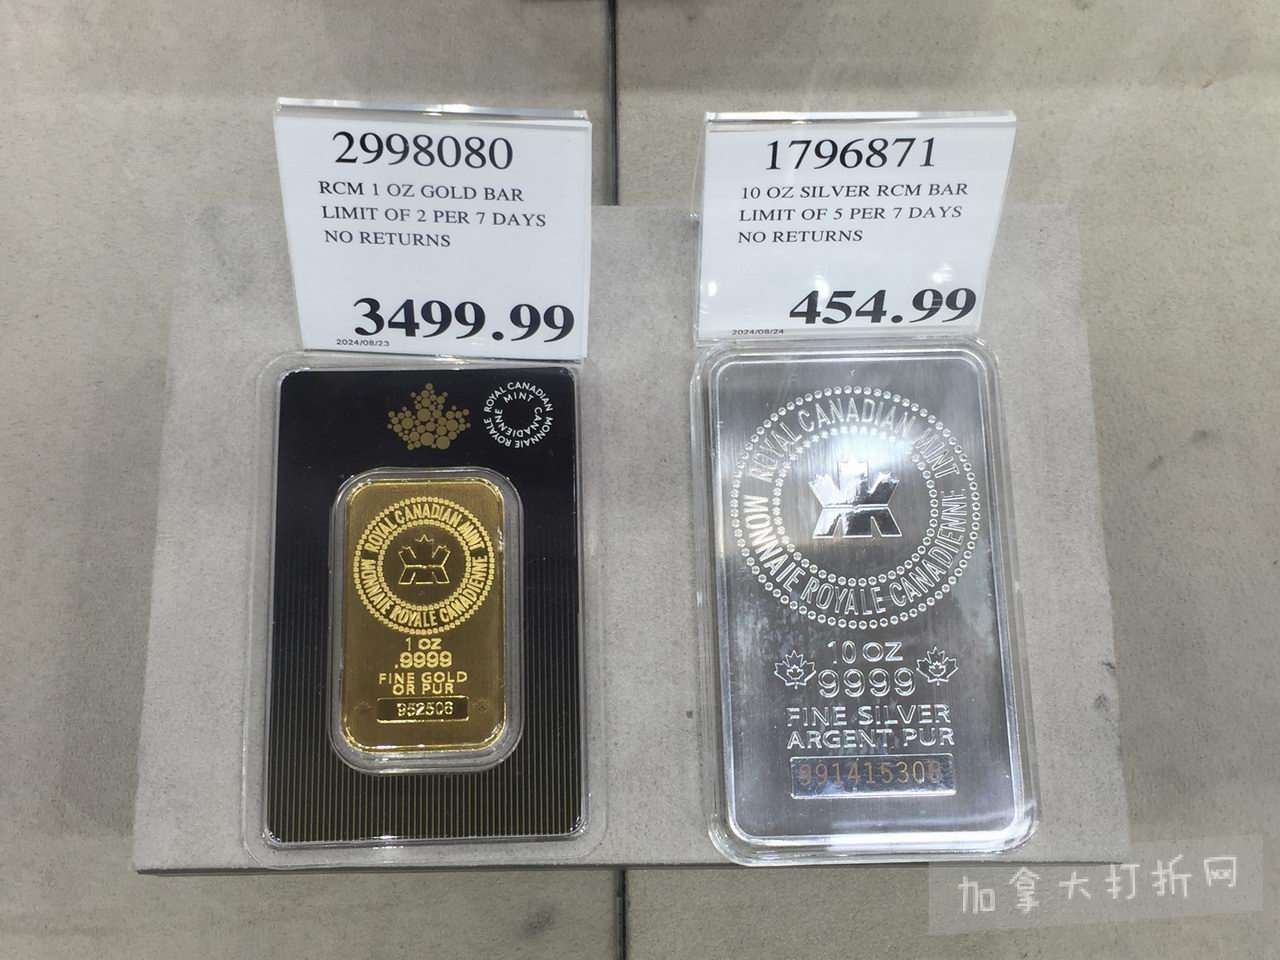 2998080
RCM 1 OZ GOLD BAR
LIMIT OF 2 PER 7 DAYS
NO RETURNS
3499.99
2024/08/23
1796871
10 OZ SILVER RCM BAR
LIMIT OF 5 PER 7 DAYS
NO RETURNS
454.99
2024/08/24
ROYAL CANADIAN MINT
MONNAIE ROYALE CANADIENNE
ROYAL CANADIAN MINT
MONNAIE ROYALE CANADIENNE
1 OZ
.9999
FINE GOLD
OR PUR
952506
ROYAL CANADIAN MINT
MONNAIE ROYALE CANADIENNE
10 OZ
9999
FINE SILVER
ARGENT PUR
991415306
加拿大打折网